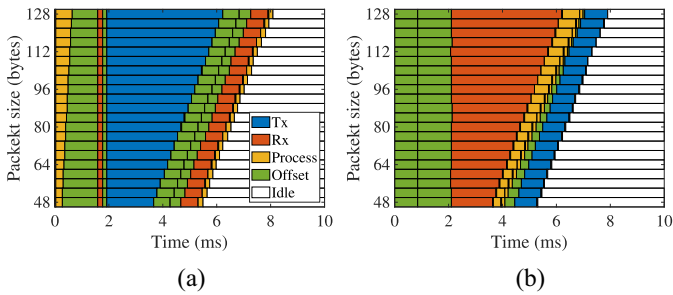 128
112
96
80
64
48
Packekt size (bytes)
Tx
Rx
Process
Offset
Idle
0 2 4 6 8 10
Time (ms)
(a)
128
112
96
80
64
48
Packekt size (bytes)
0 2 4 6 8 10
Time (ms)
(b)